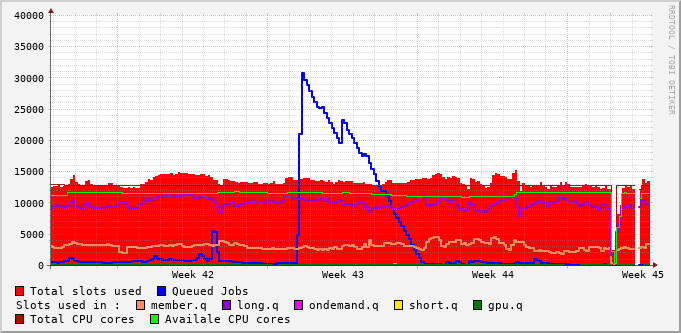 40000
35000
30000
25000
20000
15000
10000
5000
0
Week 42 Week 43 Week 44 Week 45
RRDTOOL / TOBI OETIKER
Total slots used Queued Jobs
Slots used in : member.q long.q ondemand.q short.q gpu.q
Total CPU cores Availale CPU cores